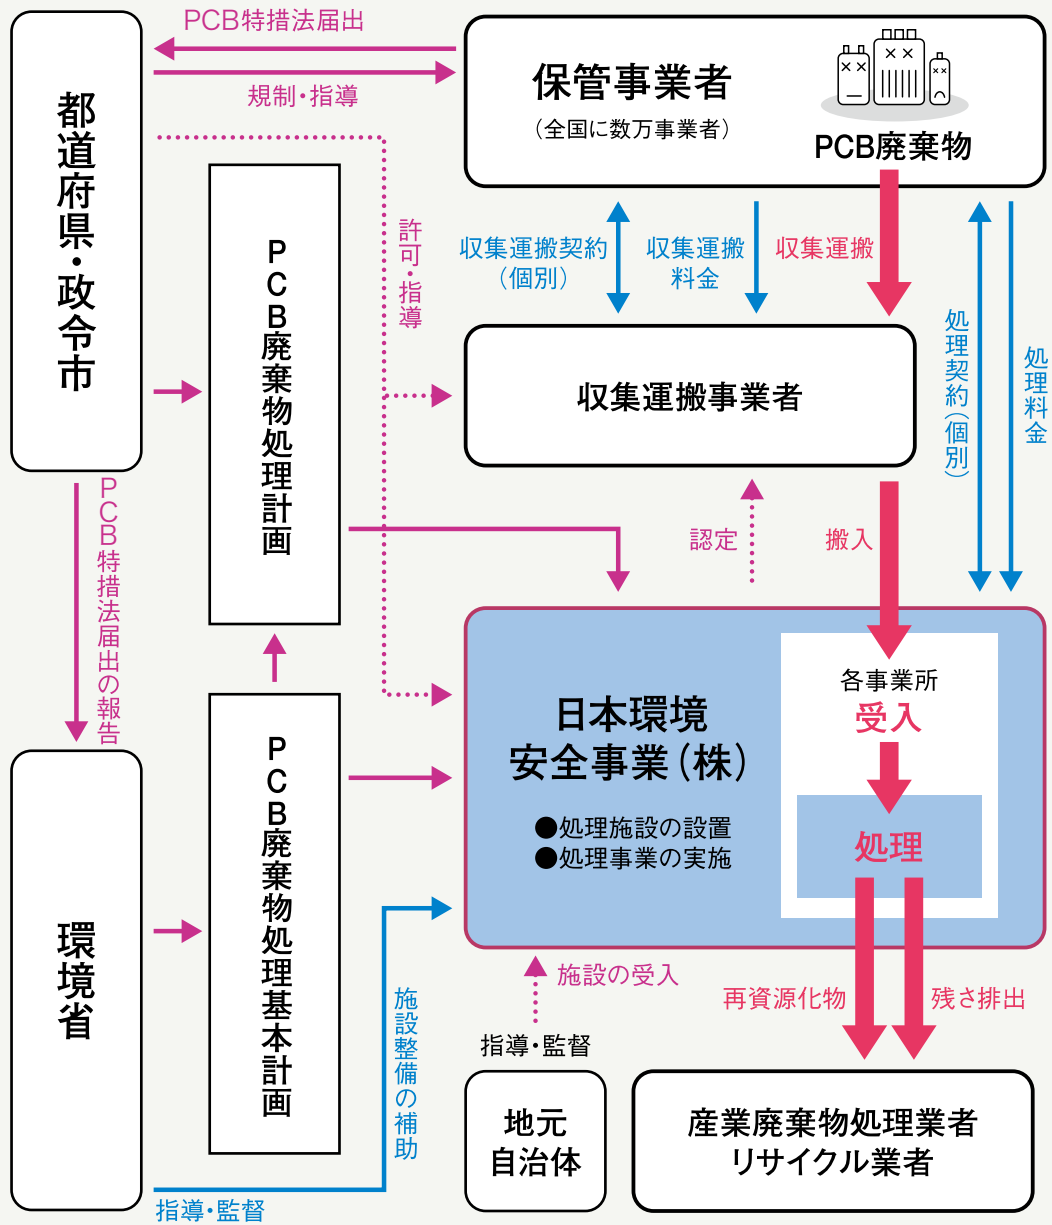 PCB特措法届出
規制・指導
都道府県・政令市
保管事業者
（全国に数万事業者）
PCB廃棄物
許可・指導
収集運搬契約
（個別）
収集運搬
料金
収集運搬
処理契約（個別）
処理料金
PCB廃棄物処理計画
収集運搬事業者
認定
搬入
PCB特措法届出の報告
日本環境
安全事業（株）
●処理施設の設置
●処理事業の実施
各事業所
受入
処理
PCB廃棄物処理基本計画
環境省
施設整備の補助
指導・監督
施設の受入
指導・監督
地元
自治体
再資源化物
残さ排出
産業廃棄物処理業者
リサイクル業者